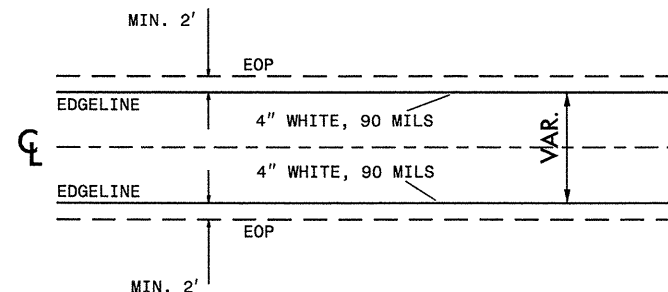 MIN. 2'
EOP
EDGELINE
4" WHITE, 90 MILS
℄
VAR.
4" WHITE, 90 MILS
EDGELINE
EOP
MIN. 2'